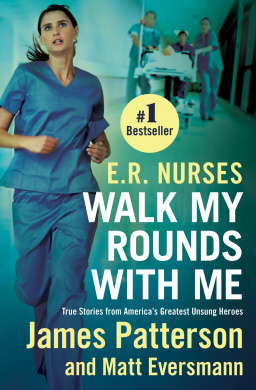 #1
Bestseller
E.R. NURSES
WALK MY
ROUNDS
WITH ME
True Stories from America's Greatest Unsung Heroes
James Patterson
and Matt Eversmann